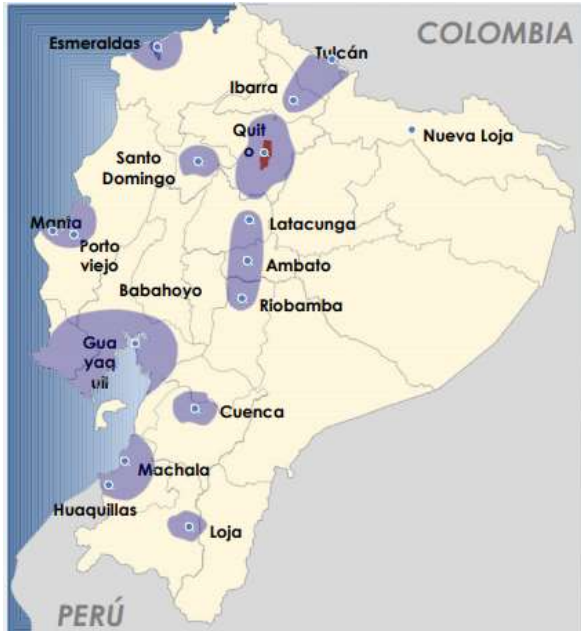 COLOMBIA
Esmeraldas
Tulcán
Ibarra
Quit
o
Nueva Loja
Santo
Domingo
Latacunga
Manta
Porto
viejo
Ambato
Babahoyo
Riobamba
Gua
yaq
uil
Cuenca
Machala
Huaquillas
Loja
PERÚ